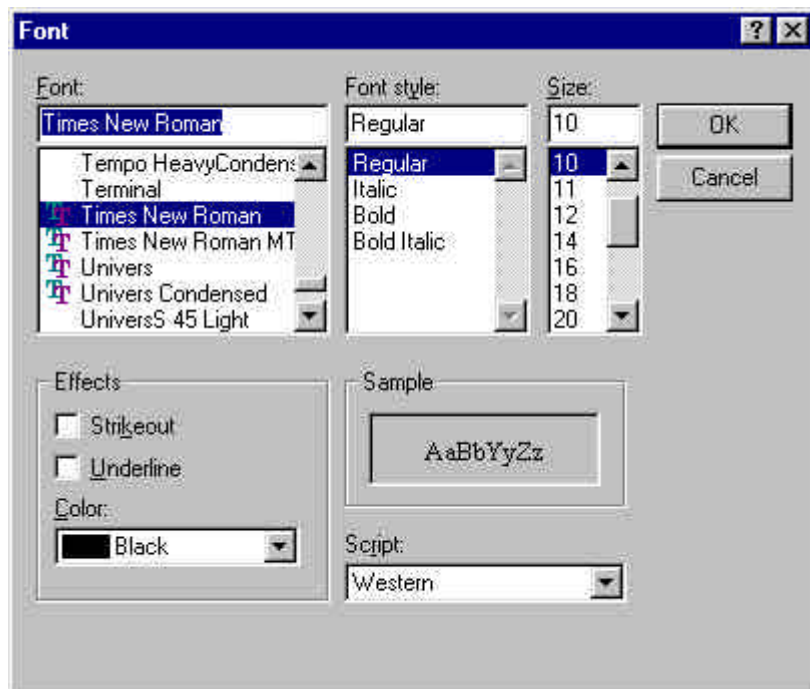 Font
Font:
Times New Roman
Tempo HeavyCondens
Terminal
Times New Roman
Times New Roman MT
Univers
Univers Condensed
UniversS 45 Light
Font style:
Regular
Regular
Italic
Bold
Bold Italic
Size:
10
10
11
12
14
16
18
20
OK
Cancel
Effects
Strikeout
Underline
Color:
Black
Sample
AaBbYyZz
Script:
Western